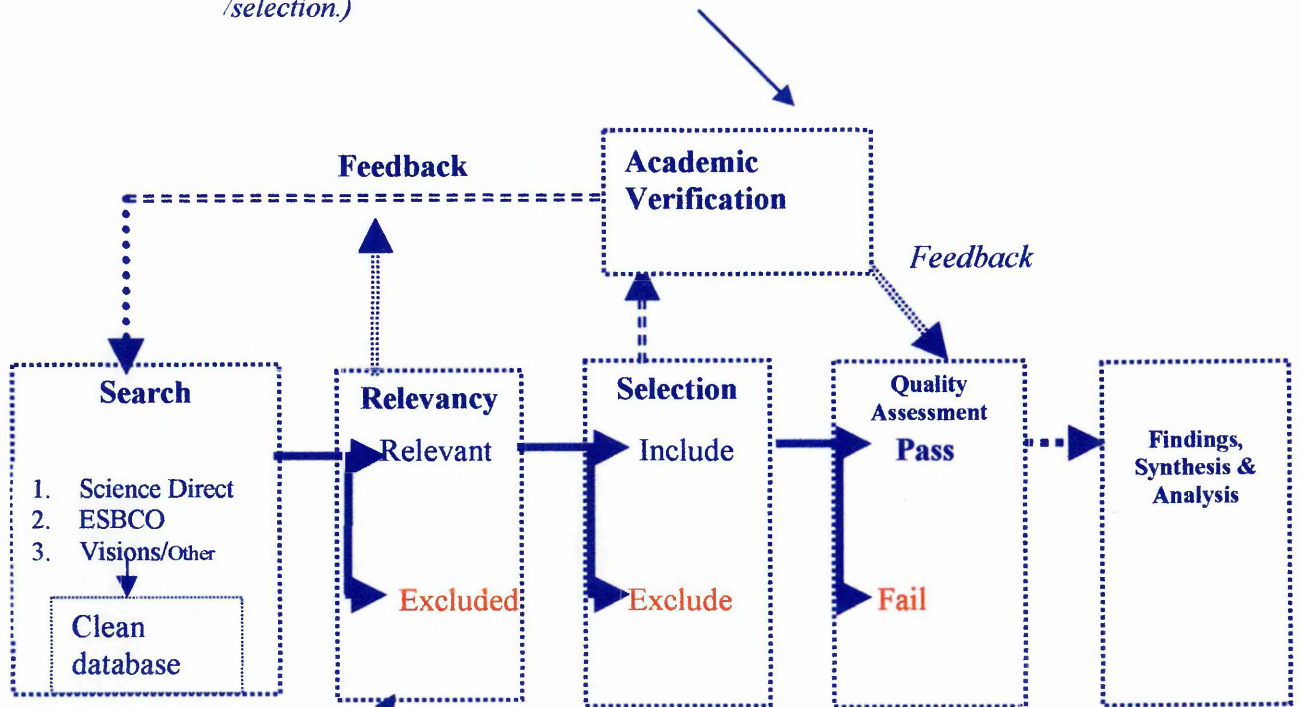 /selection.)
Feedback
Academic
Verification
Feedback
Search
1. Science Direct
2. ESBCO
3. Visions/Other
Clean
database
Relevancy
Relevant
Excluded
Selection
Include
Exclude
Quality
Assessment
Pass
Fail
Findings,
Synthesis &
Analysis